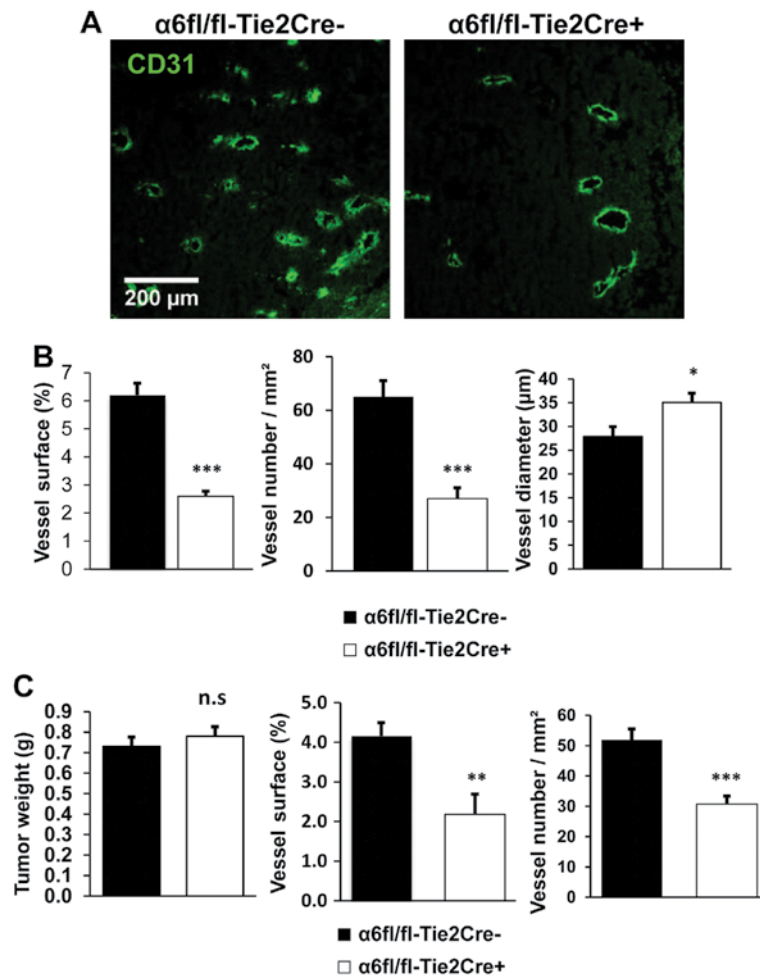 A
α6fl/fl-Tie2Cre-
α6fl/fl-Tie2Cre+
CD31
200 µm
B
Vessel surface (%)
7
6
5
4
3
2
1
0
***
Vessel number / mm²
80
60
40
20
0
***
Vessel diameter (µm)
45
40
35
30
25
20
15
10
5
0
*
α6fl/fl-Tie2Cre-
α6fl/fl-Tie2Cre+
C
Tumor weight (g)
0.9
0.8
0.7
0.6
0.5
0.4
0.3
0.2
0.1
0.0
n.s
Vessel surface (%)
5.0
4.0
3.0
2.0
1.0
0.0
**
Vessel number / mm²
60
50
40
30
20
10
0
***
α6fl/fl-Tie2Cre-
α6fl/fl-Tie2Cre+